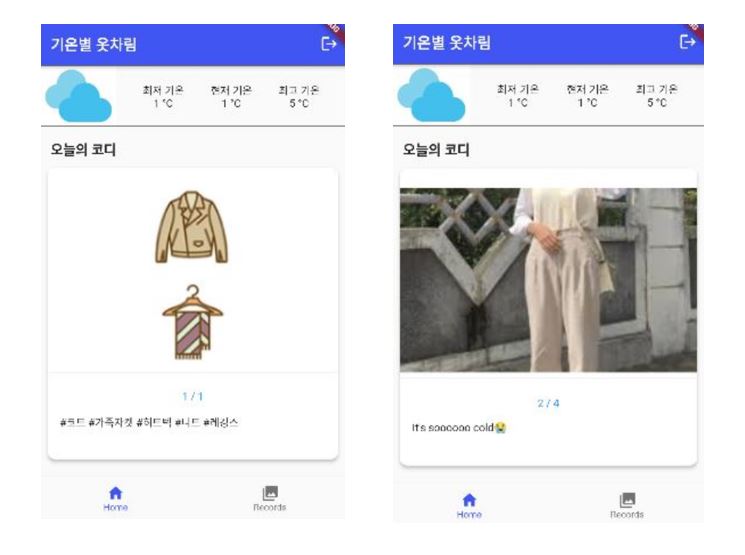 기온별 옷차림
최저 기온 현재 기온 최고 기온
1 °C 1 °C 5 °C
오늘의 코디
1 / 1
#코트 #가죽자켓 #히트텍 #니트 #레깅스
Home Records
기온별 옷차림
최저 기온 현재 기온 최고 기온
1 °C 1 °C 5 °C
오늘의 코디
2 / 4
It's soooooo cold😭
Home Records